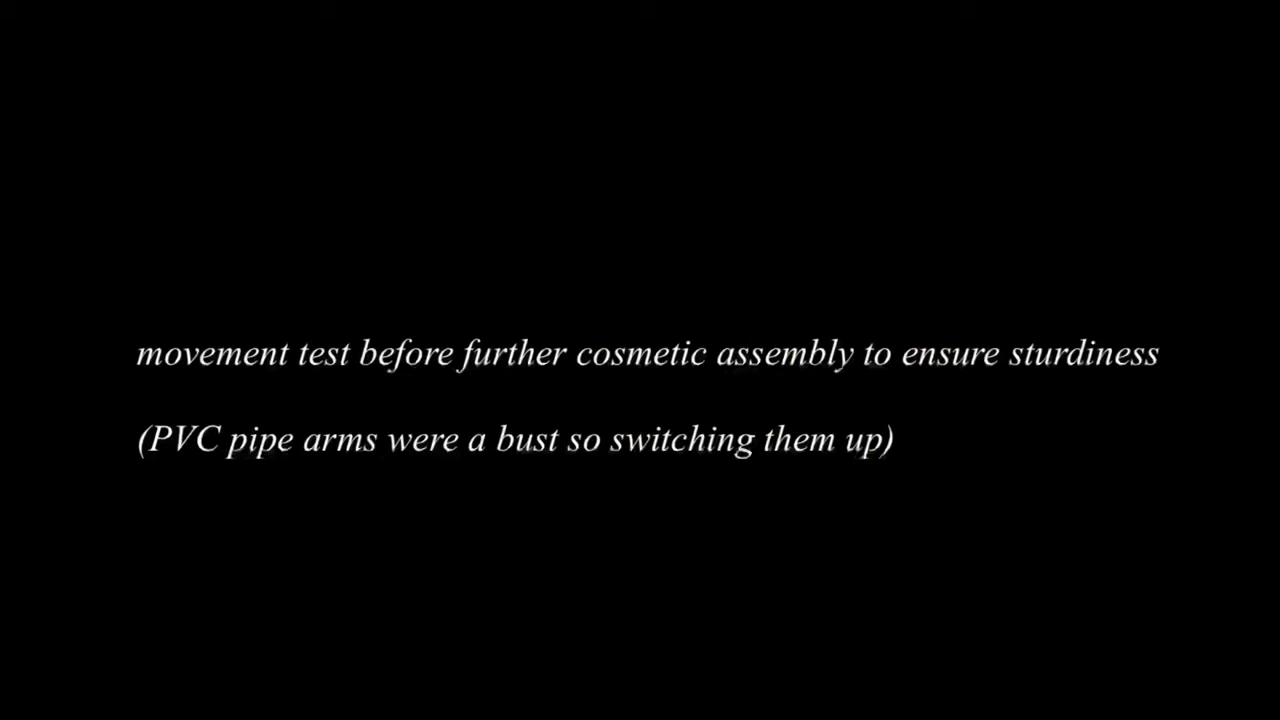 movement test before further cosmetic assembly to ensure sturdiness
(PVC pipe arms were a bust so switching them up)